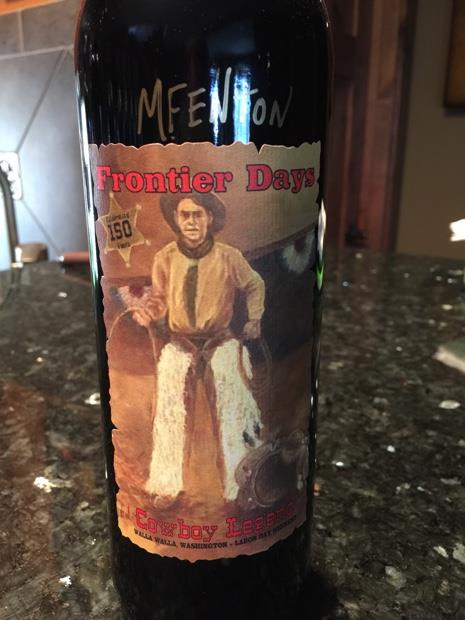 MFENTON
Frontier Days
150
Cowboy Legend
WALLA WALLA, WASHINGTON - LABOR DAY WEEKEND